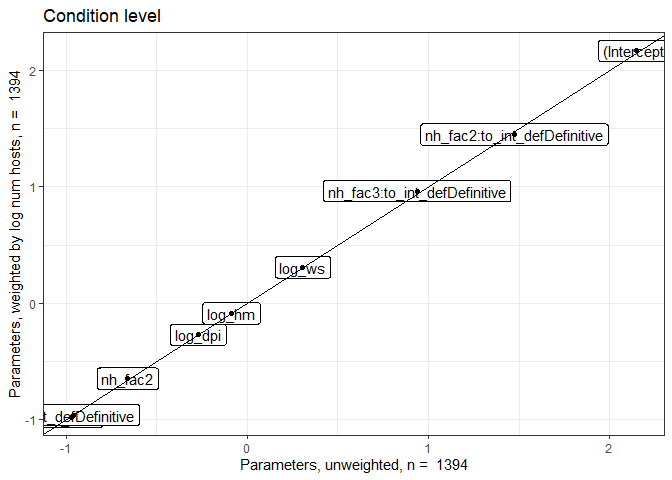 Condition level
Parameters, weighted by log num hosts, n = 1394
2
1
0
-1
(Intercept
nh_fac2:to_int_defDefinitive
nh_fac3:to_int_defDefinitive
log_ws
log_hm
log_dpi
nh_fac2
t_defDefinitive
-1
0
1
2
Parameters, unweighted, n = 1394